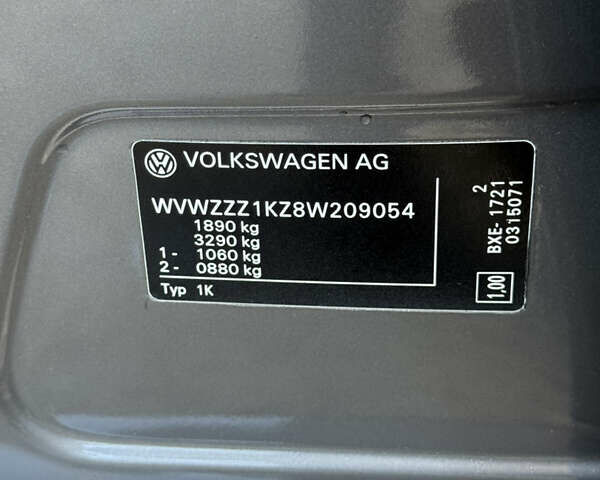 VOLKSWAGEN AG
WVWZZZ1KZ8W209054
1890 kg
3290 kg
1 - 1060 kg
2 - 0880 kg
Typ 1K
2
BXE- 1721
0315071
1,00